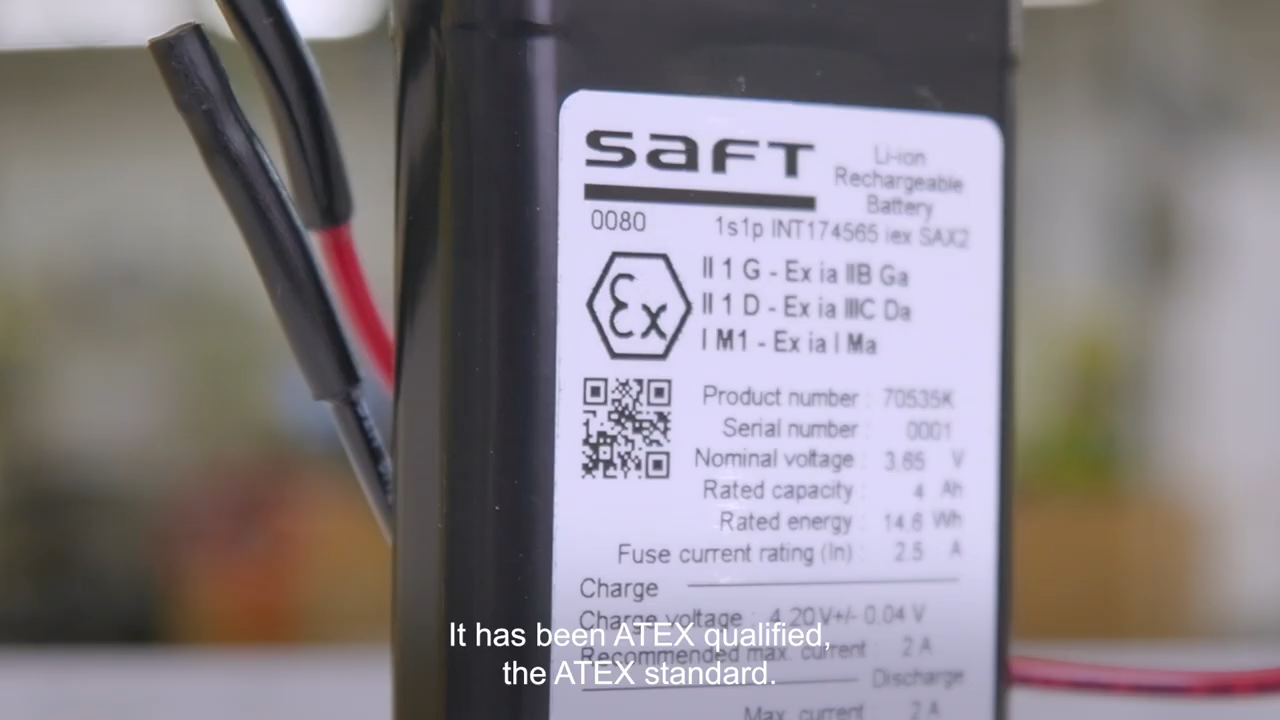 saFT
Li-ion
Rechargeable
Battery
0080
1s1p INT174565 iex SAX2
Ex
II 1 G - Ex ia IIB Ga
II 1 D - Ex ia IIIC Da
I M1 - Ex ia I Ma
Product number : 70535K
Serial number : 0001
Nominal voltage : 3,65 V
Rated capacity : 4 Ah
Rated energy : 14.6 Wh
Fuse current rating (In) : 2.5 A
Charge
Charge voltage : 4.20V+/- 0.04 V
Recommended max. current : 2 A
Discharge
Max. current : 2 A
It has been ATEX qualified,
the ATEX standard.